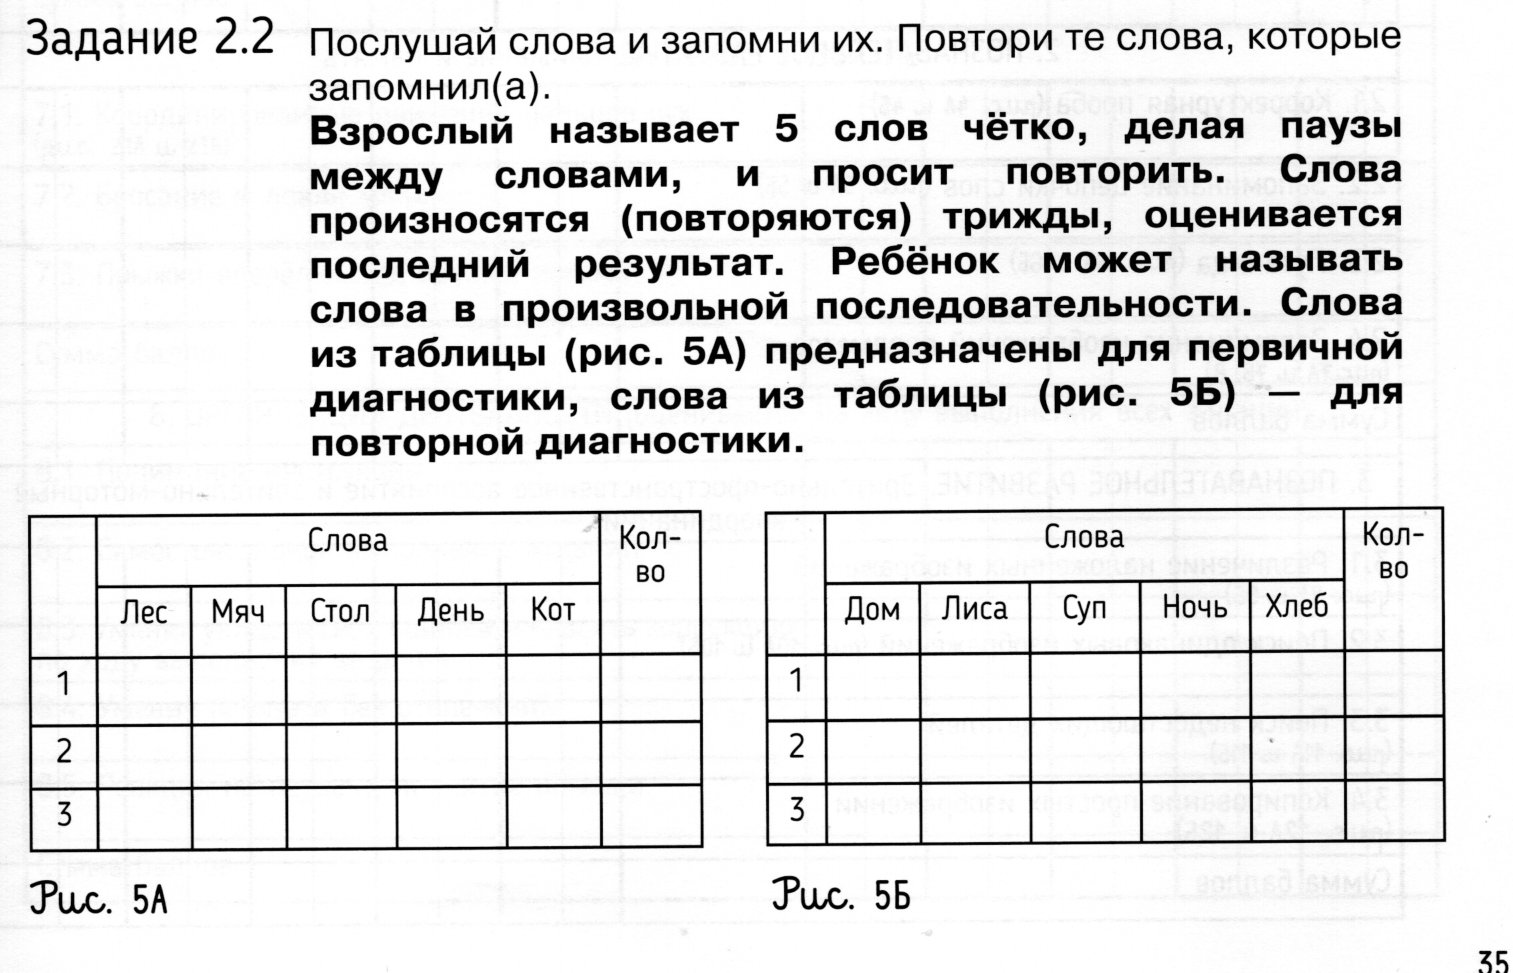 Задание 2.2
Послушай слова и запомни их. Повтори те слова, которые
запомнил(а).
Взрослый называет 5 слов чётко, делая паузы
между словами, и просит повторить. Слова
произносятся (повторяются) трижды, оценивается
последний результат. Ребёнок может называть
слова в произвольной последовательности. Слова
из таблицы (рис. 5А) предназначены для первичной
диагностики, слова из таблицы (рис. 5Б) — для
повторной диагностики.
Слова Кол-
во
Лес Мяч Стол День Кот
1
2
3
Рис. 5А
Слова Кол-
во
Дом Лиса Суп Ночь Хлеб
1
2
3
Рис. 5Б
35